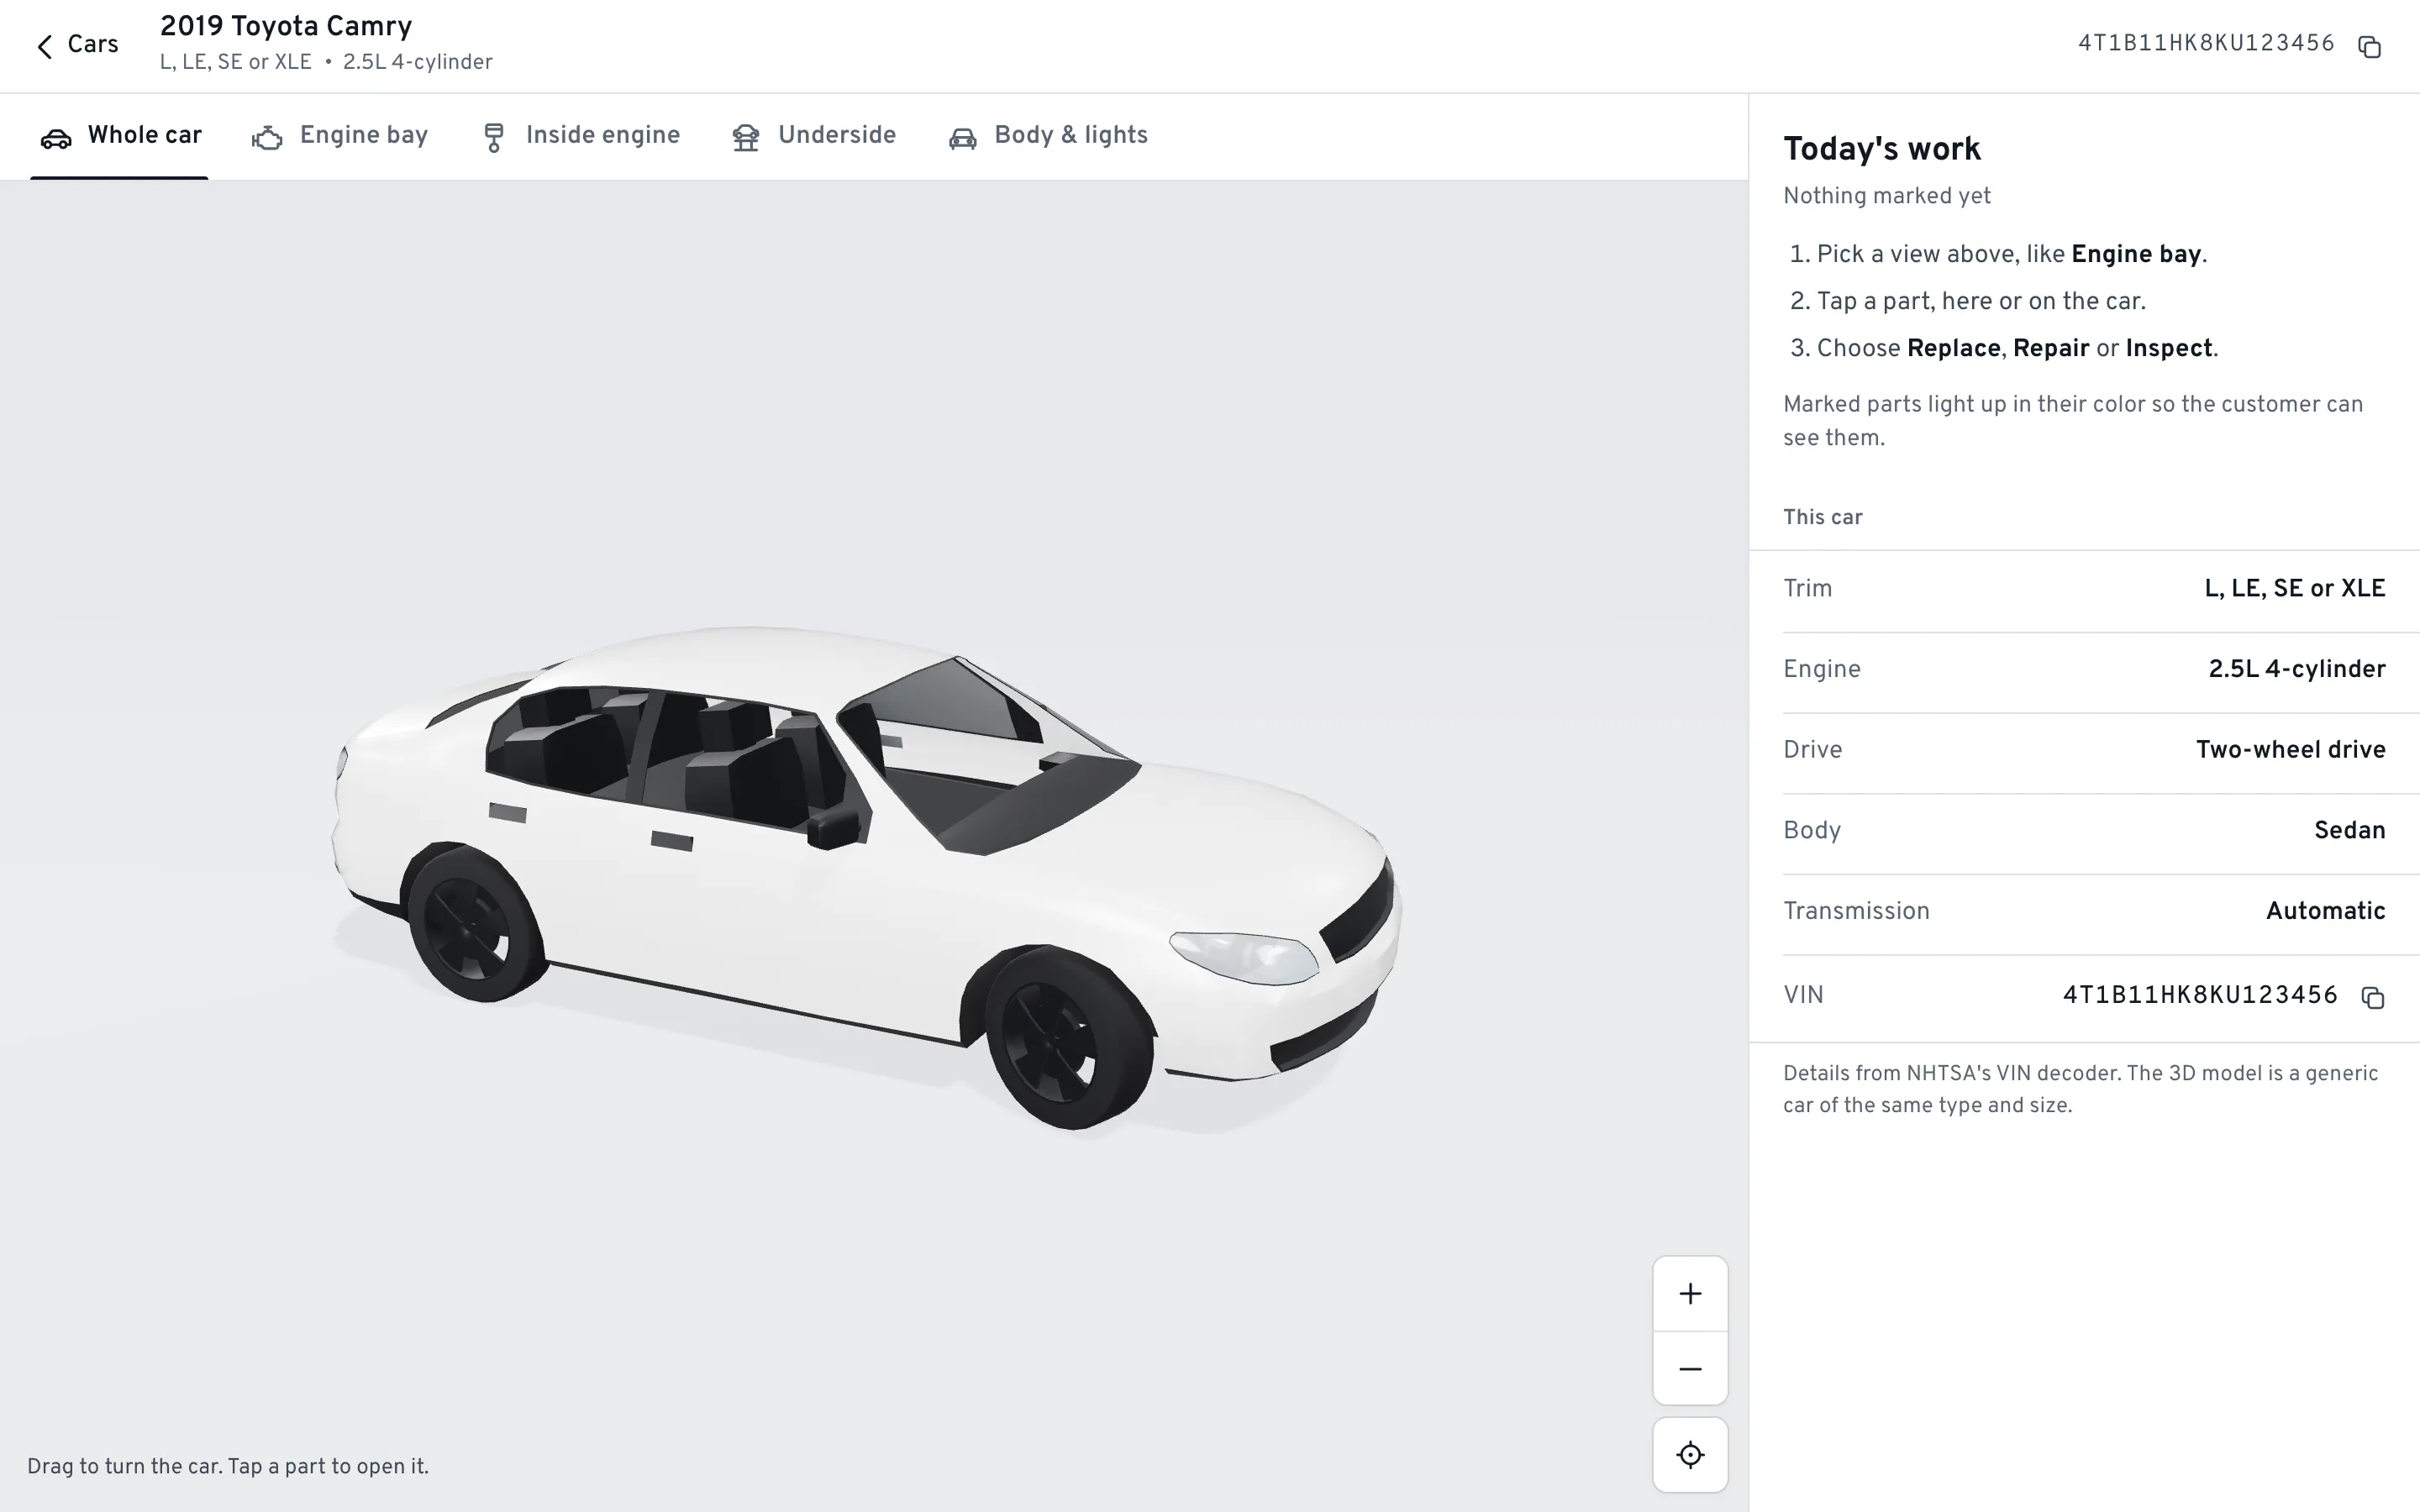 Cars
2019 Toyota Camry
L, LE, SE or XLE • 2.5L 4-cylinder
4T1B11HK8KU123456
Whole car
Engine bay
Inside engine
Underside
Body & lights
Today's work
Nothing marked yet
1. Pick a view above, like Engine bay.
2. Tap a part, here or on the car.
3. Choose Replace, Repair or Inspect.
Marked parts light up in their color so the customer can
see them.
This car
Trim L, LE, SE or XLE
Engine 2.5L 4-cylinder
Drive Two-wheel drive
Body Sedan
Transmission Automatic
VIN 4T1B11HK8KU123456
Details from NHTSA's VIN decoder. The 3D model is a generic
car of the same type and size.
Drag to turn the car. Tap a part to open it.